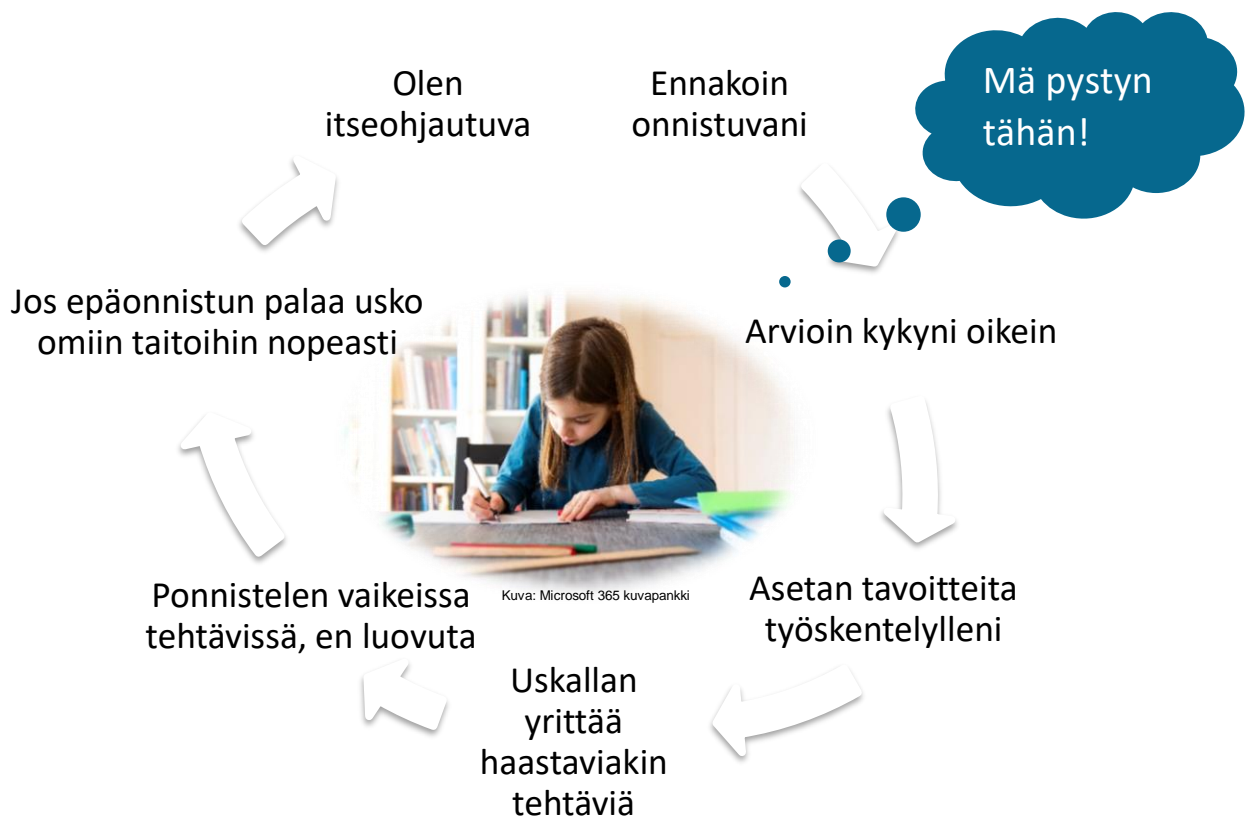 Mä pystyn
tähän!
Ennakoin
onnistuvani
Arvioin kykyni oikein
Asetan tavoitteita
työskentelylleni
Uskallan
yrittää
haastaviakin
tehtäviä
Ponnistelen vaikeissa
tehtävissä, en luovuta
Jos epäonnistun palaa usko
omiin taitoihin nopeasti
Olen
itseohjautuva
Kuva: Microsoft 365 kuvapankki